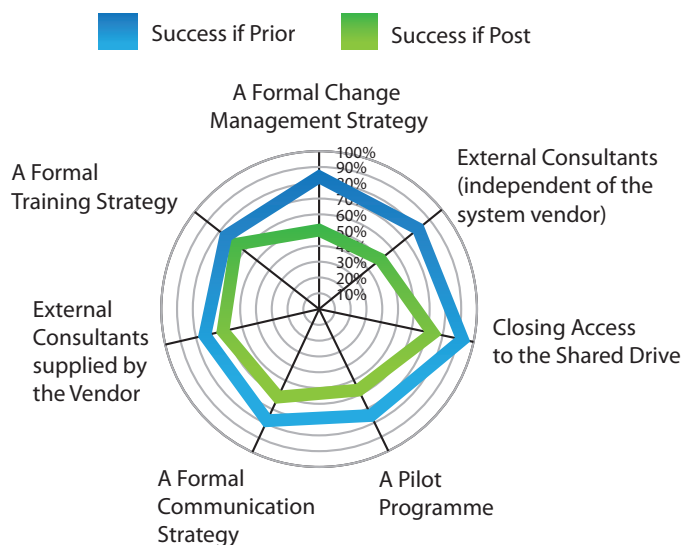 Success if Prior
Success if Post
A Formal Change
Management Strategy
External Consultants
(independent of the
system vendor)
Closing Access
to the Shared Drive
A Pilot
Programme
A Formal
Communication
Strategy
External
Consultants
supplied by
the Vendor
A Formal
Training Strategy
100%
90%
80%
70%
60%
50%
40%
30%
20%
10%